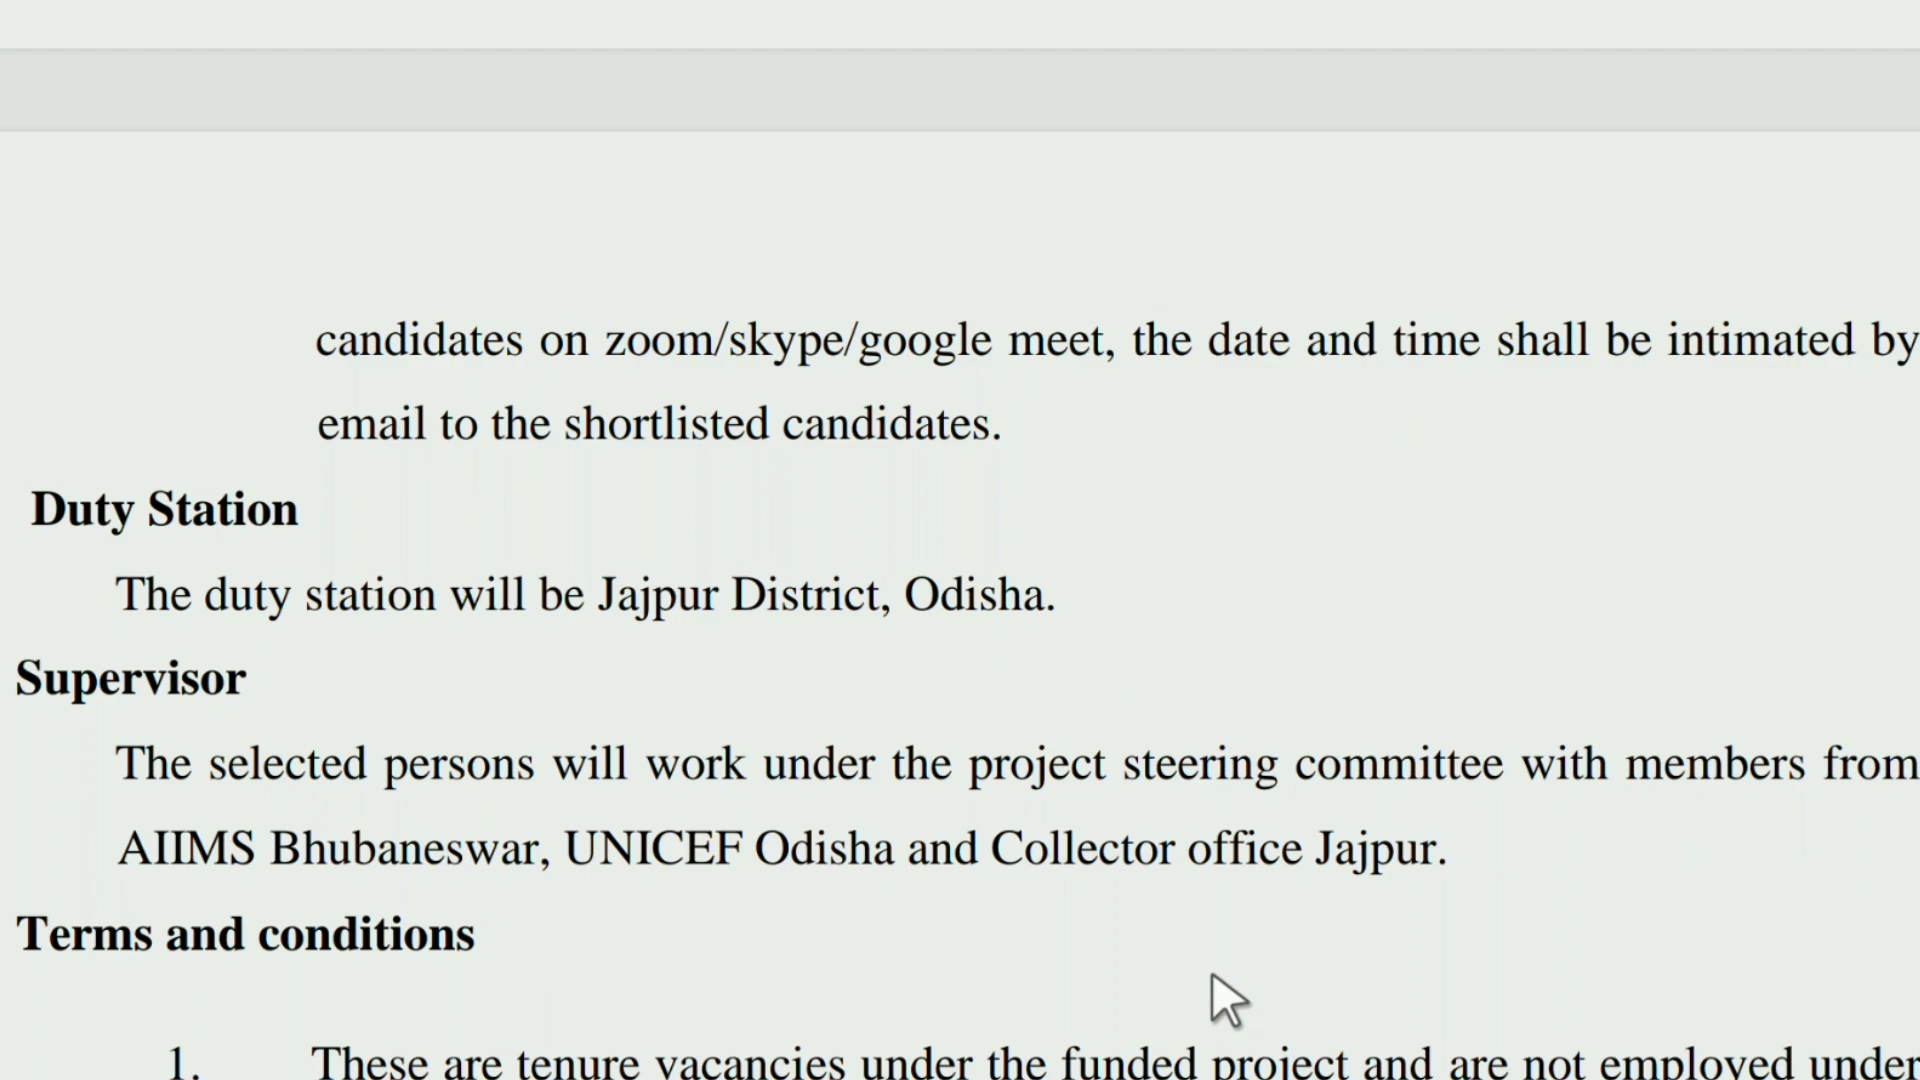 candidates on zoom/skype/google meet, the date and time shall be intimated by
email to the shortlisted candidates.
Duty Station
The duty station will be Jajpur District, Odisha.
Supervisor
The selected persons will work under the project steering committee with members from
AIIMS Bhubaneswar, UNICEF Odisha and Collector office Jajpur.
Terms and conditions
1. These are tenure vacancies under the funded project and are not employed under